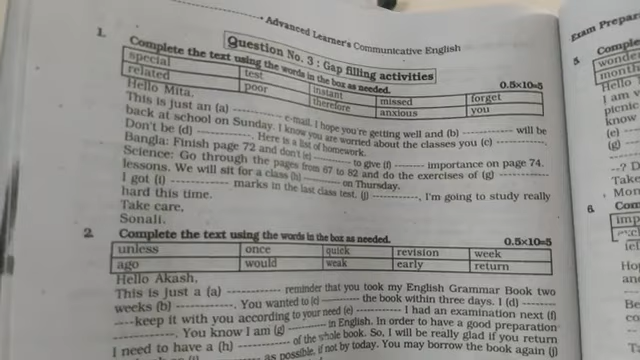 Advanced Learner's Communicative English
Question No. 3 : Gap filling activities
1. Complete the text using the words in the box as needed. 0.5×10=5
special test instant missed forget
related poor therefore anxious you
Hello Mita,
This is just an (a) ---------- e-mail. I hope you're getting well and (b) ---------- will be
back at school on Sunday. I know you are worried about the classes you (c) ----------.
Don't be (d) ----------. Here is a list of homework.
Bangla: Finish page 72 and don't (e) ---------- to give (f) ------- importance on page 74.
Science: Go through the pages from 67 to 82 and do the exercises of (g) ----------
lessons. We will sit for a class (h) ---------- on Thursday.
I got (i) ---------- marks in the last class test. (j) ----------, I'm going to study really
hard this time.
Take care,
Sonali.
2. Complete the text using the words in the box as needed. 0.5×10=5
unless once quick revision week
ago would weak early return
Hello Akash,
This is just a (a) ---------- reminder that you took my English Grammar Book two
weeks (b) ----------. You wanted to (c) ---------- the book within three days. I (d) ----------
----keep it with you according to your need (e) ---------- I had an examination next (f)
----------. You know I am (g) ---------- in English. In order to have a good preparation
I need to have a (h) ---------- of the whole book. So, I will be really glad if you return
as possible, if not by today. You may borrow the book again (j)
Exam Prepar
5. Comple
wonde
month
Hello
I am v
picnic
know
(e) ---
(g) ---
--? D
Take
Mon
6. Com
imp
Hop
an
Be
co